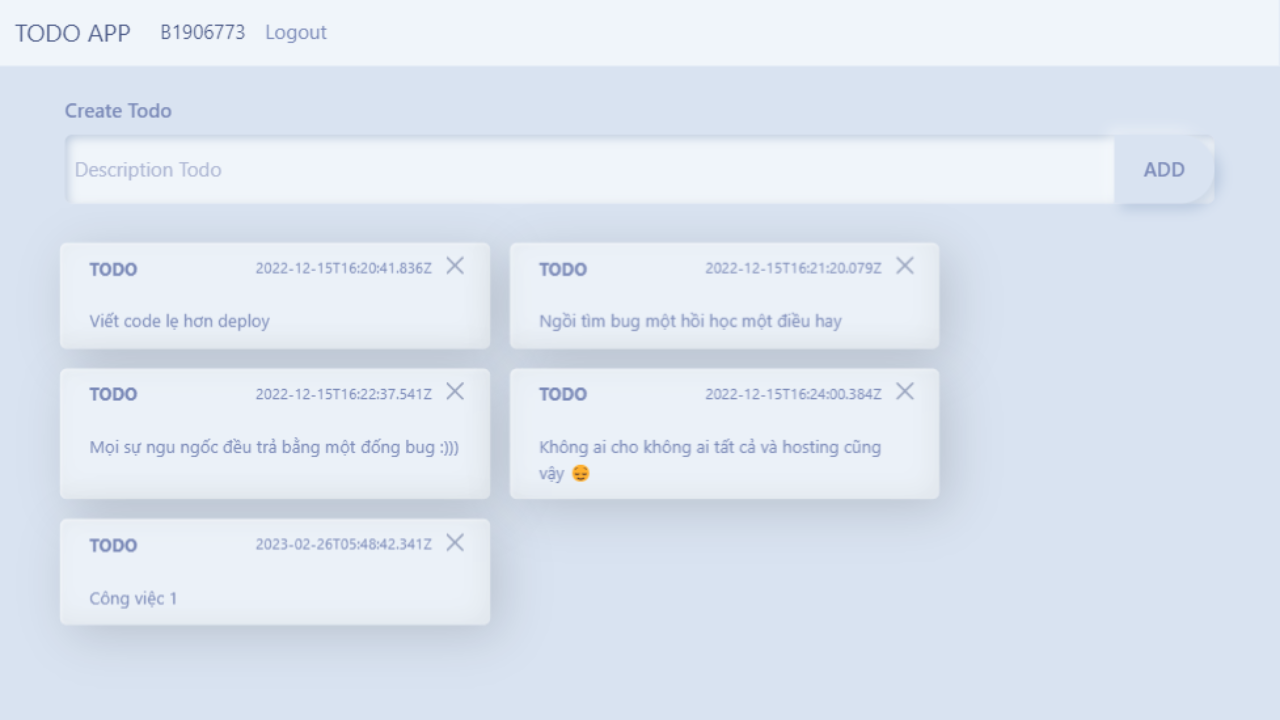 TODO APP B1906773 Logout
Create Todo
Description Todo ADD
TODO 2022-12-15T16:20:41.836Z
Viết code lẹ hơn deploy
TODO 2022-12-15T16:21:20.079Z
Ngồi tìm bug một hồi học một điều hay
TODO 2022-12-15T16:22:37.541Z
Mọi sự ngu ngốc đều trả bằng một đống bug :)))
TODO 2022-12-15T16:24:00.384Z
Không ai cho không ai tất cả và hosting cũng
vậy 😔
TODO 2023-02-26T05:48:42.341Z
Công việc 1